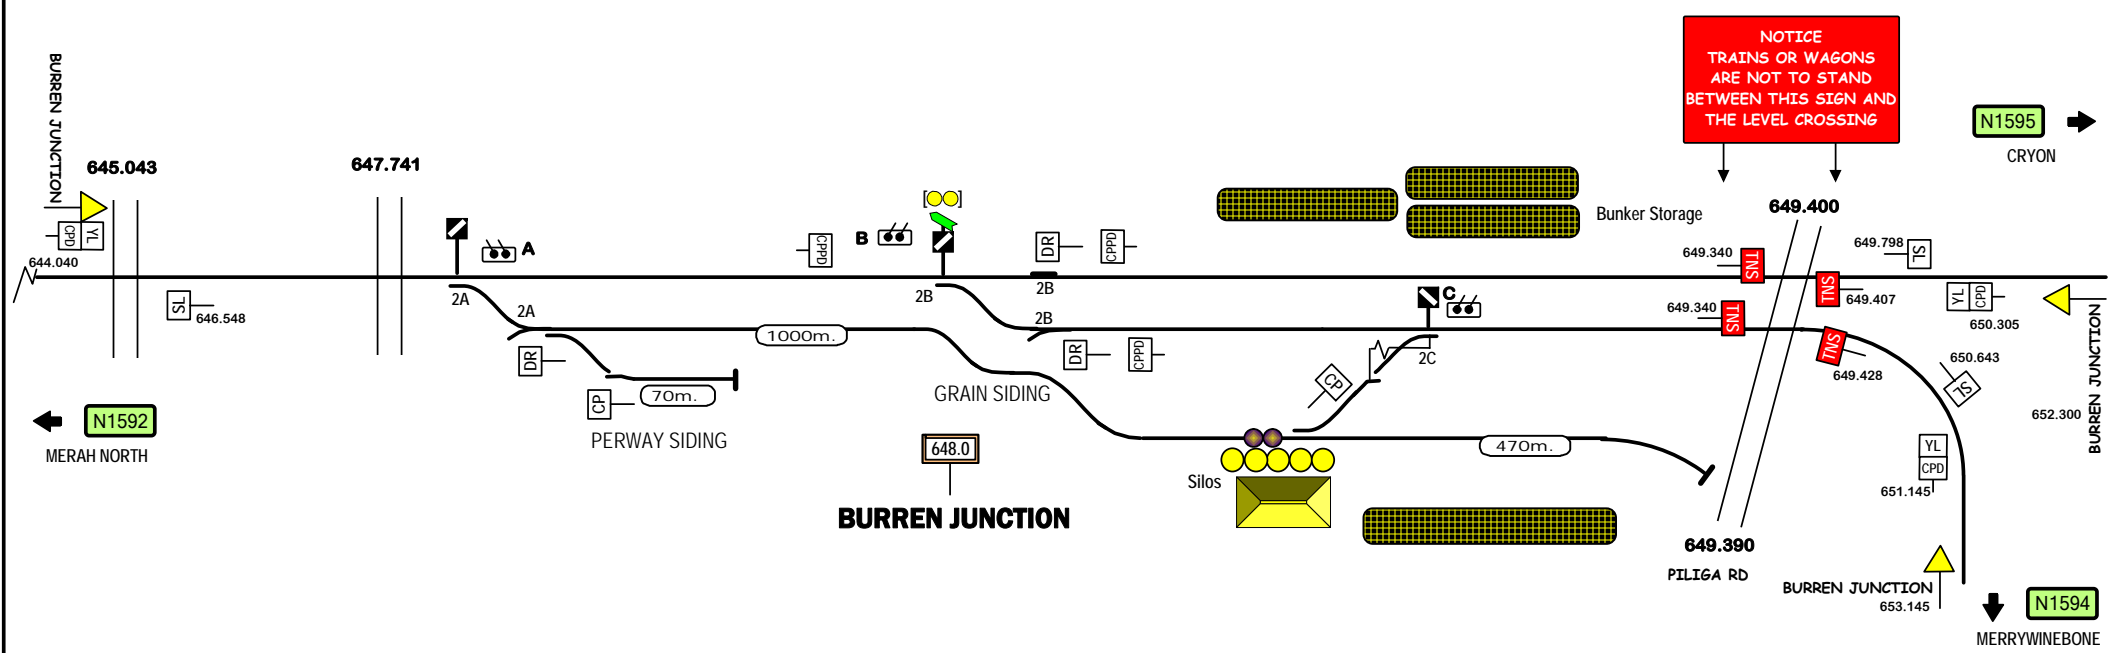 NOTICE
TRAINS OR WAGONS
ARE NOT TO STAND
BETWEEN THIS SIGN AND
THE LEVEL CROSSING
N1595
CRYON
BURREN JUNCTION
645.043
647.741
649.400
Bunker Storage
CPD
YL
644.040
SL
646.548
A
CPPD
B
DR
CPPD
649.340
TNS
649.798
SL
TNS
649.407
YL
CPD
650.305
2A
2A
2B
2B
2B
C
649.340
TNS
TNS
649.428
1000m.
DR
DR
CPPD
2C
CP
70m.
CP
GRAIN SIDING
650.643
SL
652.300
BURREN JUNCTION
N1592
MERAH NORTH
PERWAY SIDING
648.0
BURREN JUNCTION
470m.
Silos
YL
CPD
651.145
649.390
PILIGA RD
BURREN JUNCTION
653.145
N1594
MERRYWINEBONE